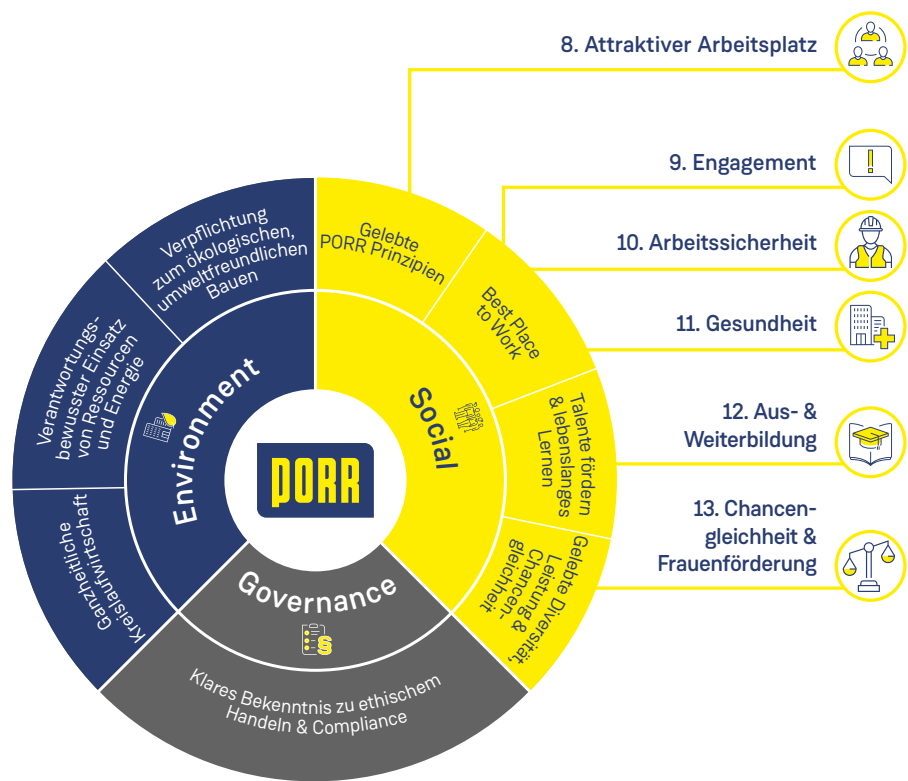 8. Attraktiver Arbeitsplatz
9. Engagement
10. Arbeitssicherheit
11. Gesundheit
12. Aus- &
Weiterbildung
13. Chancen-
gleichheit &
Frauenförderung
Verpflichtung
zum ökologischen,
umweltfreundlichen
Bauen
Verantwortungs-
bewusster Einsatz
von Ressourcen
und Energie
Ganzheitliche
Kreislaufwirtschaft
Environment
Gelebte
PORR Prinzipien
Best Place
to Work
Talente fördern
& lebenslanges
Lernen
Gelebte Diversität,
Leistung &
Chancen-
gleichheit
Social
PORR
Governance
§
Klares Bekenntnis zu ethischem
Handeln & Compliance